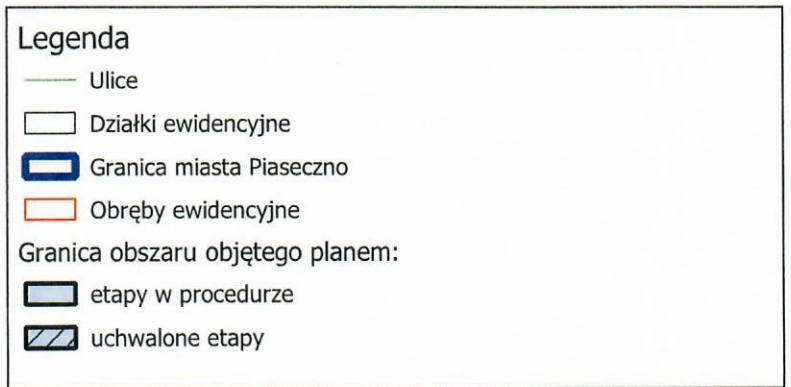 Legenda
Ulice
Działki ewidencyjne
Granica miasta Piaseczno
Obręby ewidencyjne
Granica obszaru objętego planem:
etapy w procedurze
uchwalone etapy